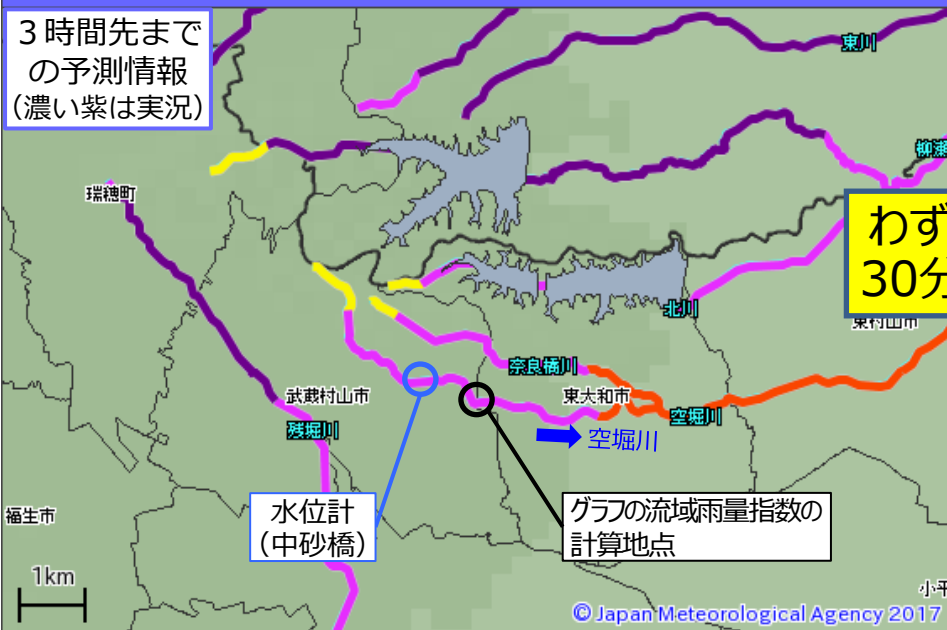 ３時間先まで
の予測情報
（濃い紫は実況）
東川
柳瀬
瑞穂町
わず
30分
北川
東村山市
奈良橋川
武蔵村山市
東大和市
空堀川
残堀川
空堀川
水位計
（中砂橋）
グラフの流域雨量指数の
計算地点
福生市
1km
小平
© Japan Meteorological Agency 2017